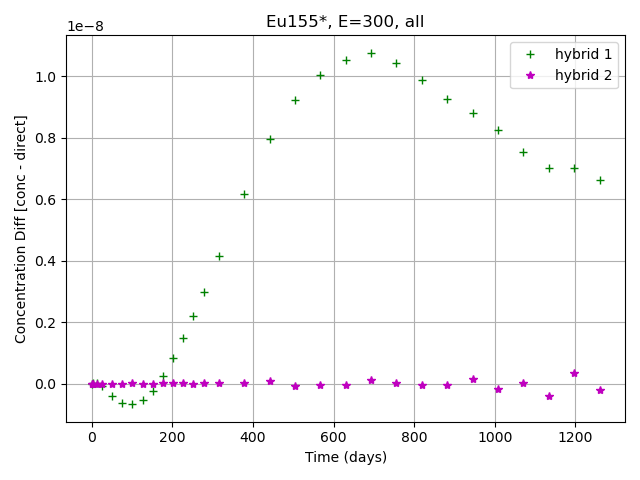 Eu155*, E=300, all
1e−8
hybrid 1
hybrid 2
Concentration Diff [conc - direct]
1.0
0.8
0.6
0.4
0.2
0.0
0 200 400 600 800 1000 1200
Time (days)